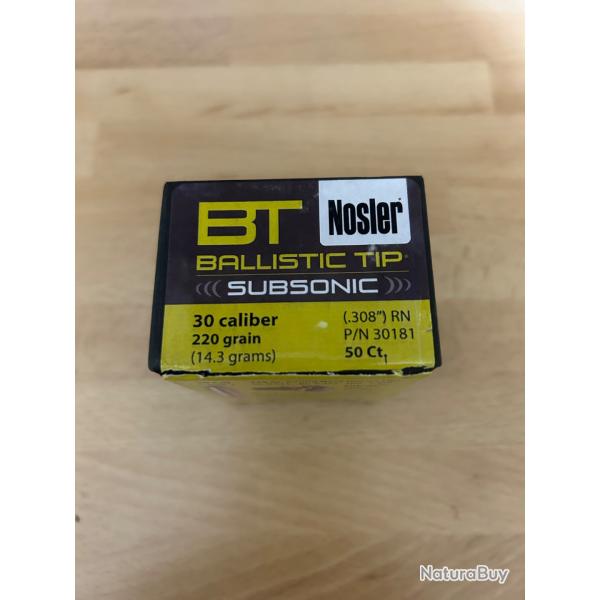 BT Nosler®
BALLISTIC TIP®
((( SUBSONIC )))
30 caliber (.308") RN
220 grain P/N 30181
(14.3 grams) 50 Ct.
NaturaBuy